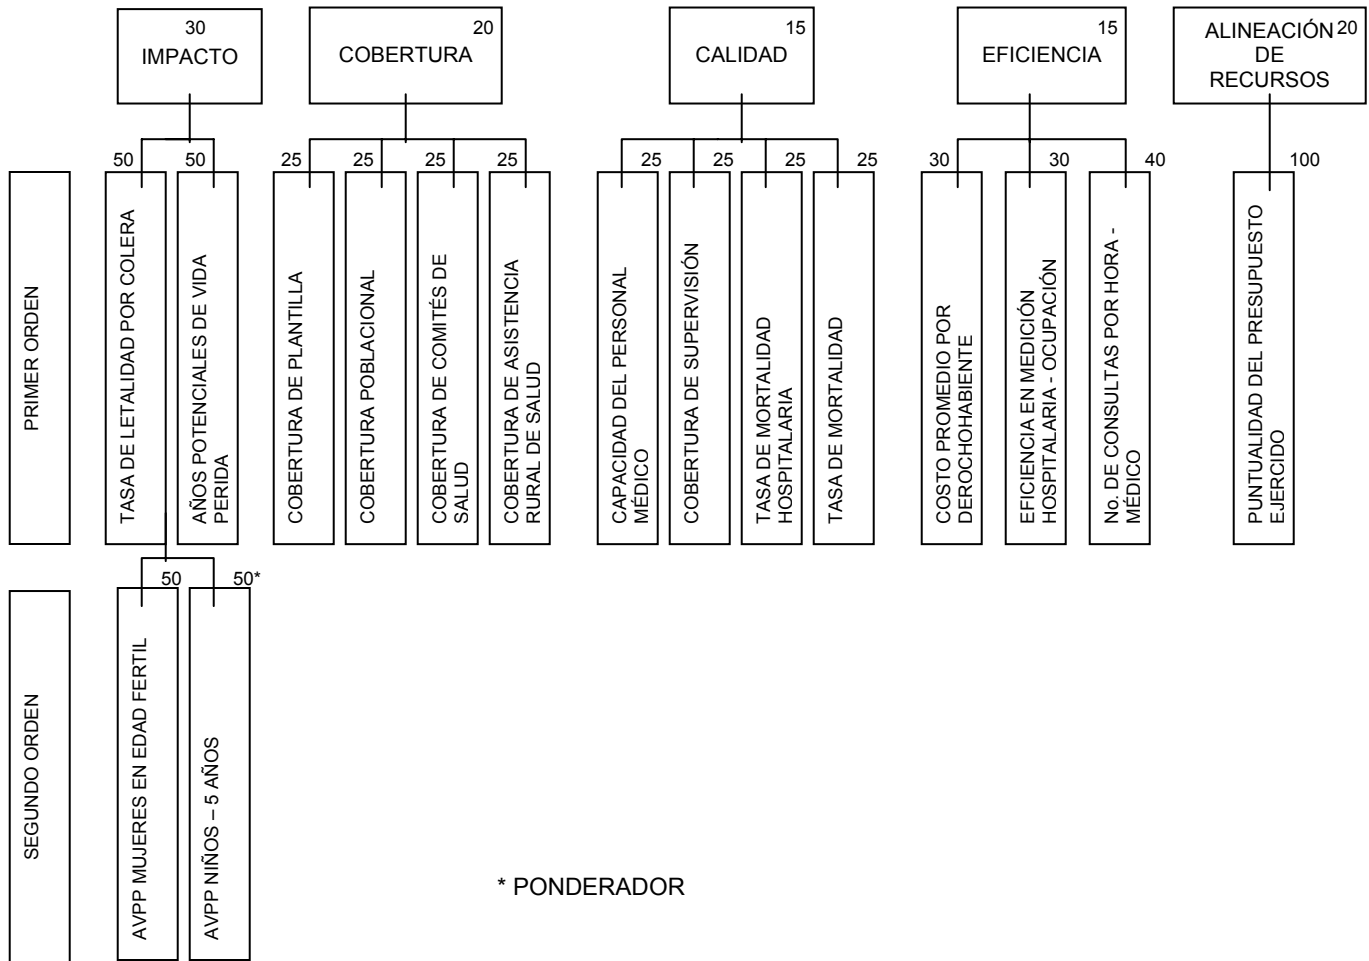 30
IMPACTO
20
COBERTURA
15
CALIDAD
15
EFICIENCIA
ALINEACIÓN 20
DE
RECURSOS
50
50
25
25
25
25
25
25
25
25
30
30
40
100
PRIMER ORDEN
TASA DE LETALIDAD POR COLERA
AÑOS POTENCIALES DE VIDA
PERIDA
COBERTURA DE PLANTILLA
COBERTURA POBLACIONAL
COBERTURA DE COMITÉS DE
SALUD
COBERTURA DE ASISTENCIA
RURAL DE SALUD
CAPACIDAD DEL PERSONAL
MÉDICO
COBERTURA DE SUPERVISIÓN
TASA DE MORTALIDAD
HOSPITALARIA
TASA DE MORTALIDAD
COSTO PROMEDIO POR
DEROCHOHABIENTE
EFICIENCIA EN MEDICIÓN
HOSPITALARIA - OCUPACIÓN
No. DE CONSULTAS POR HORA -
MÉDICO
PUNTUALIDAD DEL PRESUPUESTO
EJERCIDO
50
50*
SEGUNDO ORDEN
AVPP MUJERES EN EDAD FERTIL
AVPP NIÑOS – 5 AÑOS
* PONDERADOR